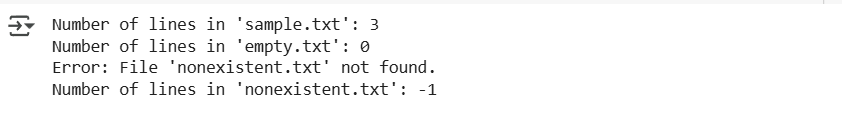 Number of lines in 'sample.txt': 3
Number of lines in 'empty.txt': 0
Error: File 'nonexistent.txt' not found.
Number of lines in 'nonexistent.txt': -1